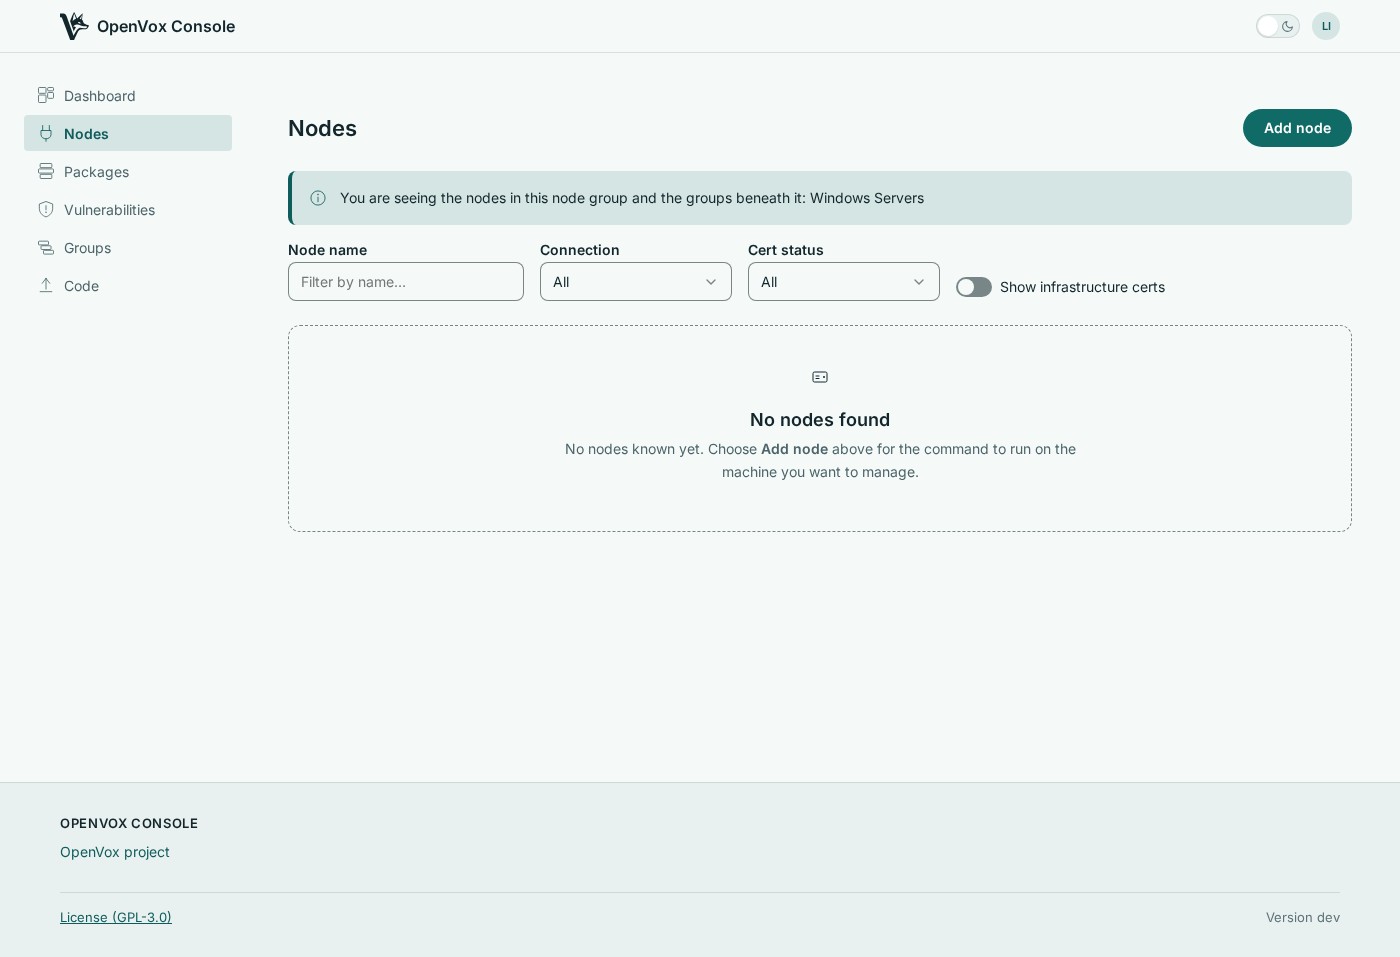 OpenVox Console
LI
Dashboard
Nodes
Packages
Vulnerabilities
Groups
Code
Nodes
Add node
You are seeing the nodes in this node group and the groups beneath it: Windows Servers
Node name
Connection
Cert status
Filter by name...
All
All
Show infrastructure certs
No nodes found
No nodes known yet. Choose Add node above for the command to run on the
machine you want to manage.
OPENVOX CONSOLE
OpenVox project
License (GPL-3.0)
Version dev